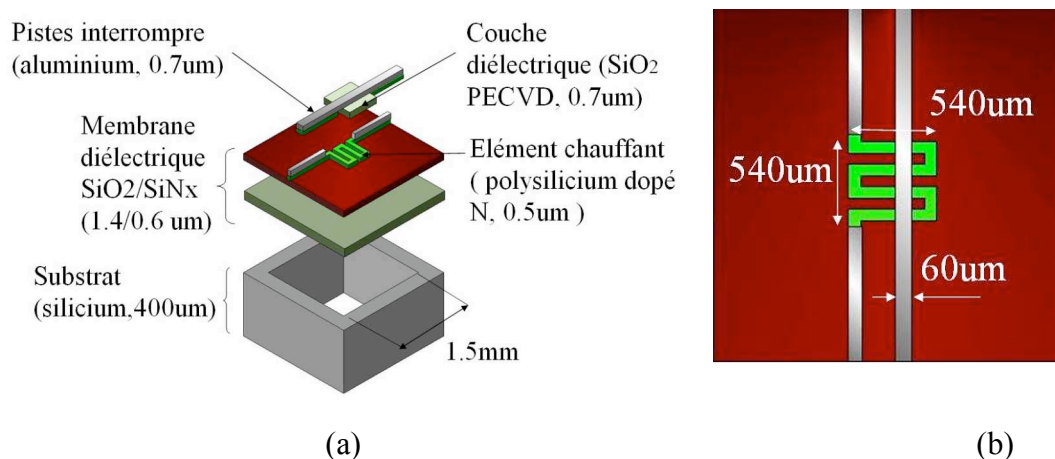 Pistes interrompre
(aluminium, 0.7um)
Couche
diélectrique (SiO2
PECVD, 0.7um)
Membrane
diélectrique
SiO2/SiNx
(1.4/0.6 um)
Elément chauffant
( polysilicium dopé
N, 0.5um )
Substrat
(silicium,400um)
1.5mm
(a)
540um
540um
60um
(b)